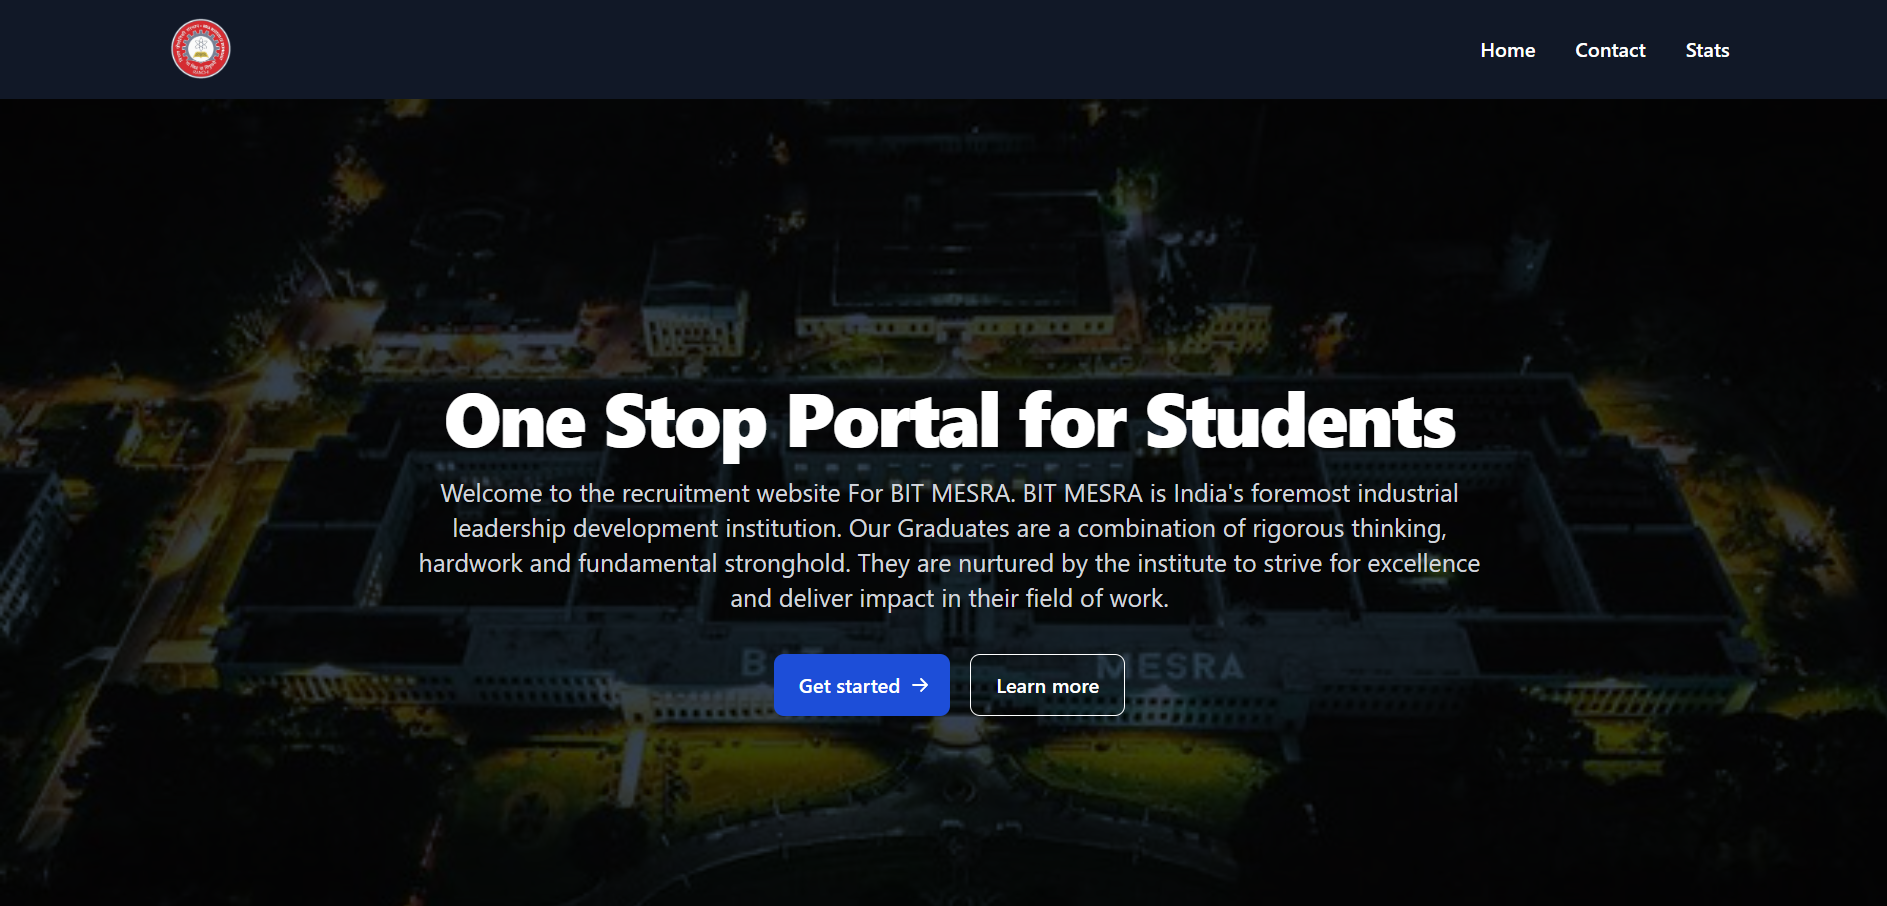 Home
Contact
Stats
One Stop Portal for Students
Welcome to the recruitment website For BIT MESRA. BIT MESRA is India's foremost industrial
leadership development institution. Our Graduates are a combination of rigorous thinking,
hardwork and fundamental stronghold. They are nurtured by the institute to strive for excellence
and deliver impact in their field of work.
BIT MESRA
Get started →
Learn more